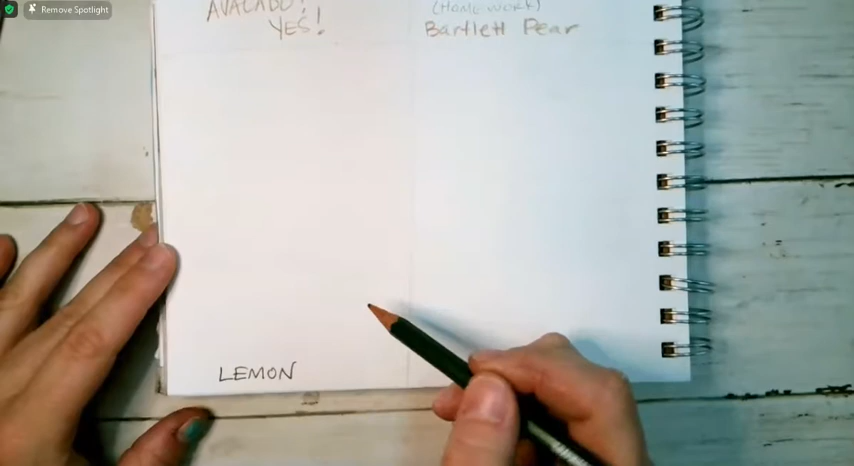 Remove Spotlight
AVACADO?
YES!
(HOMEWORK)
Bartlett Pear
LEMON